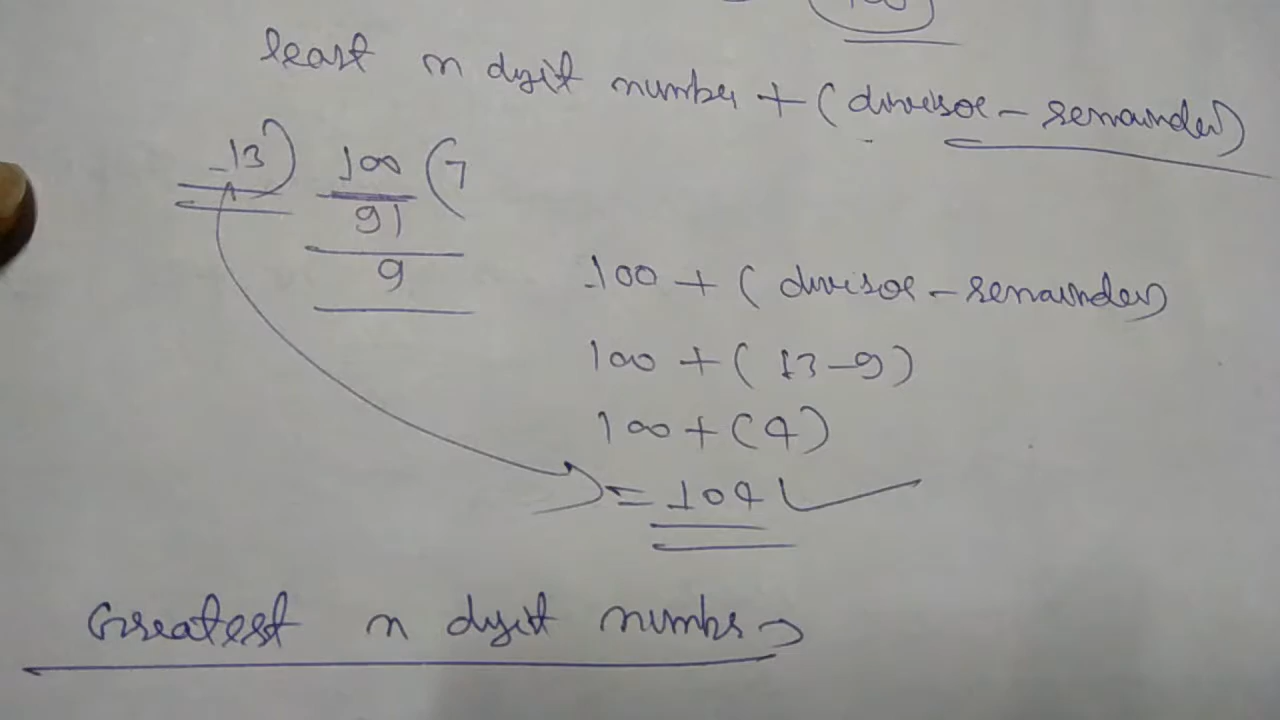 100
least n digit number + (divisor - remainder)
13) 100 (7
91
9
100 + ( divisor - remainder)
100 + ( 13-9)
100 + (4)
= 104
Greatest n digit number